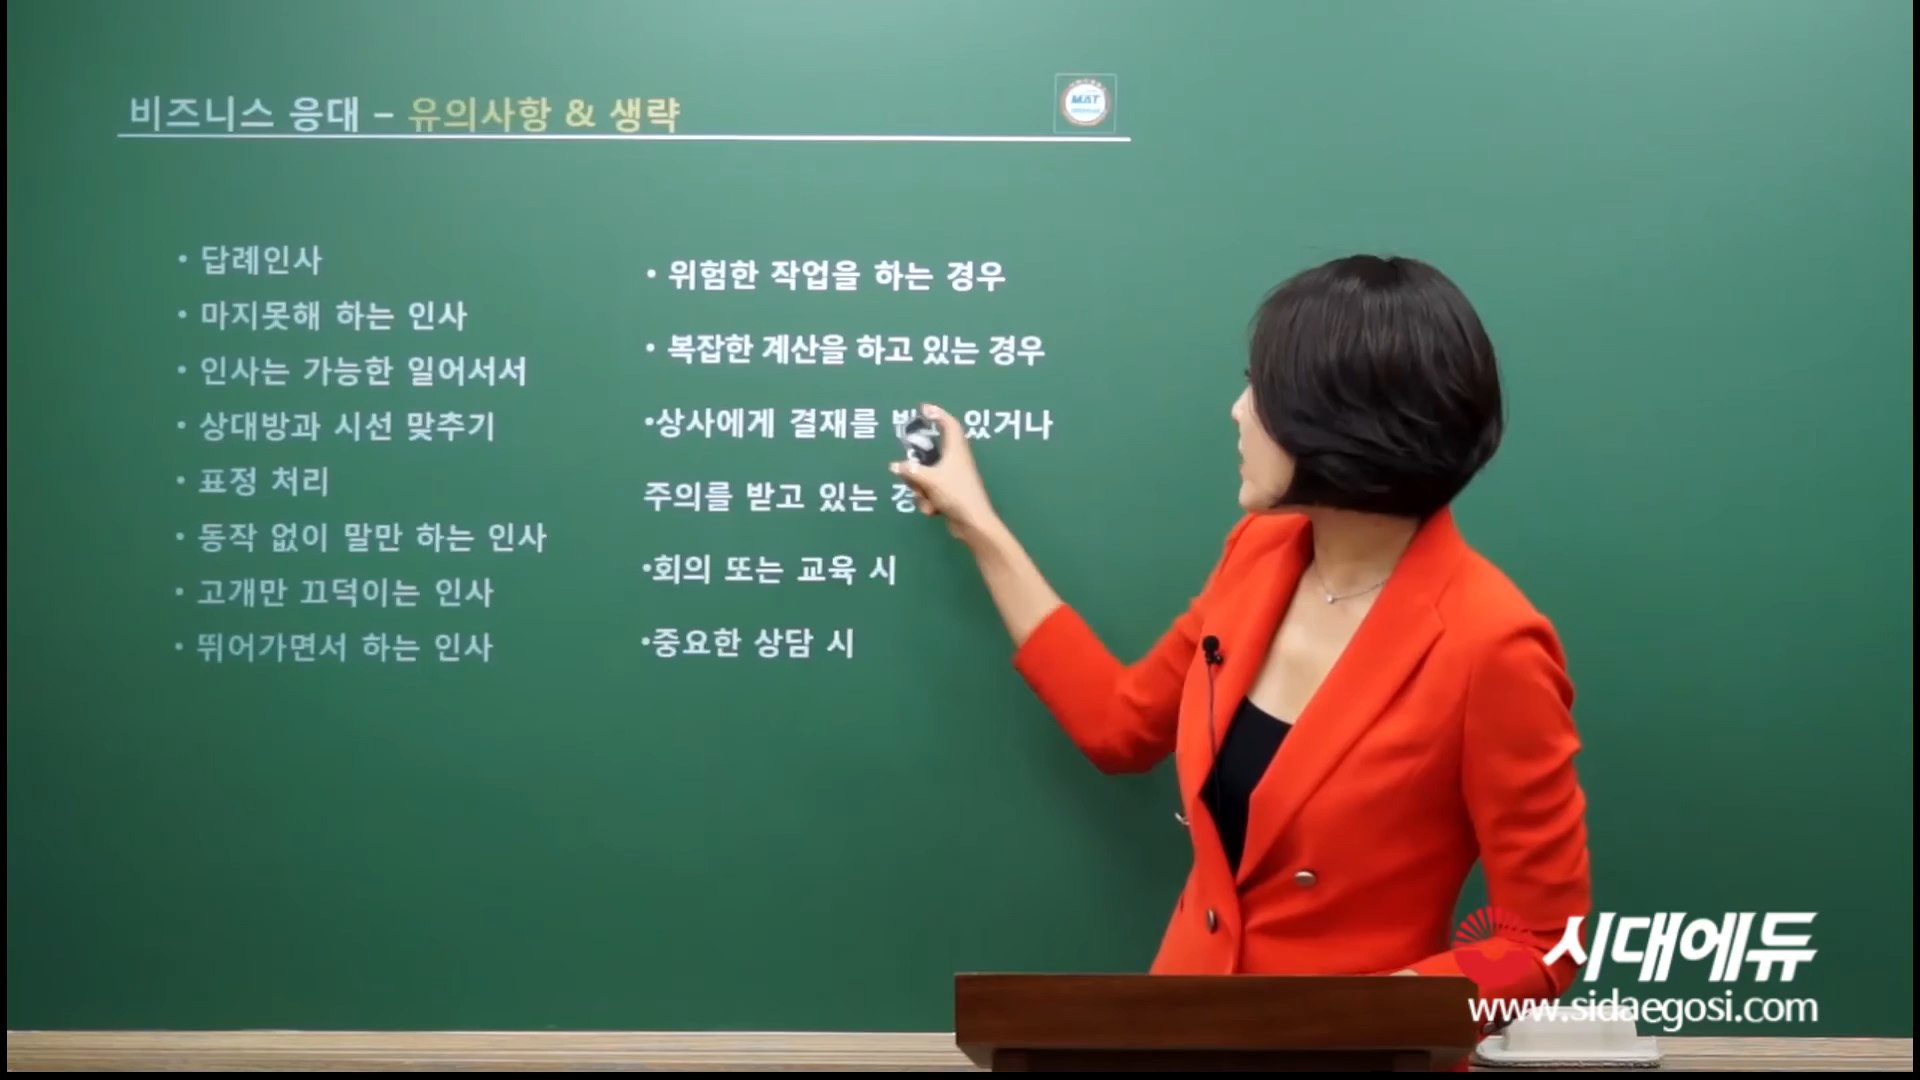 비즈니스 응대 – 유의사항 & 생략
MAT
• 답례인사
• 마지못해 하는 인사
• 인사는 가능한 일어서서
• 상대방과 시선 맞추기
• 표정 처리
• 동작 없이 말만 하는 인사
• 고개만 끄덕이는 인사
• 뛰어가면서 하는 인사
• 위험한 작업을 하는 경우
• 복잡한 계산을 하고 있는 경우
•상사에게 결재를 있거나
주의를 받고 있는
•회의 또는 교육 시
•중요한 상담 시
시대에듀
www.sidaegosi.com